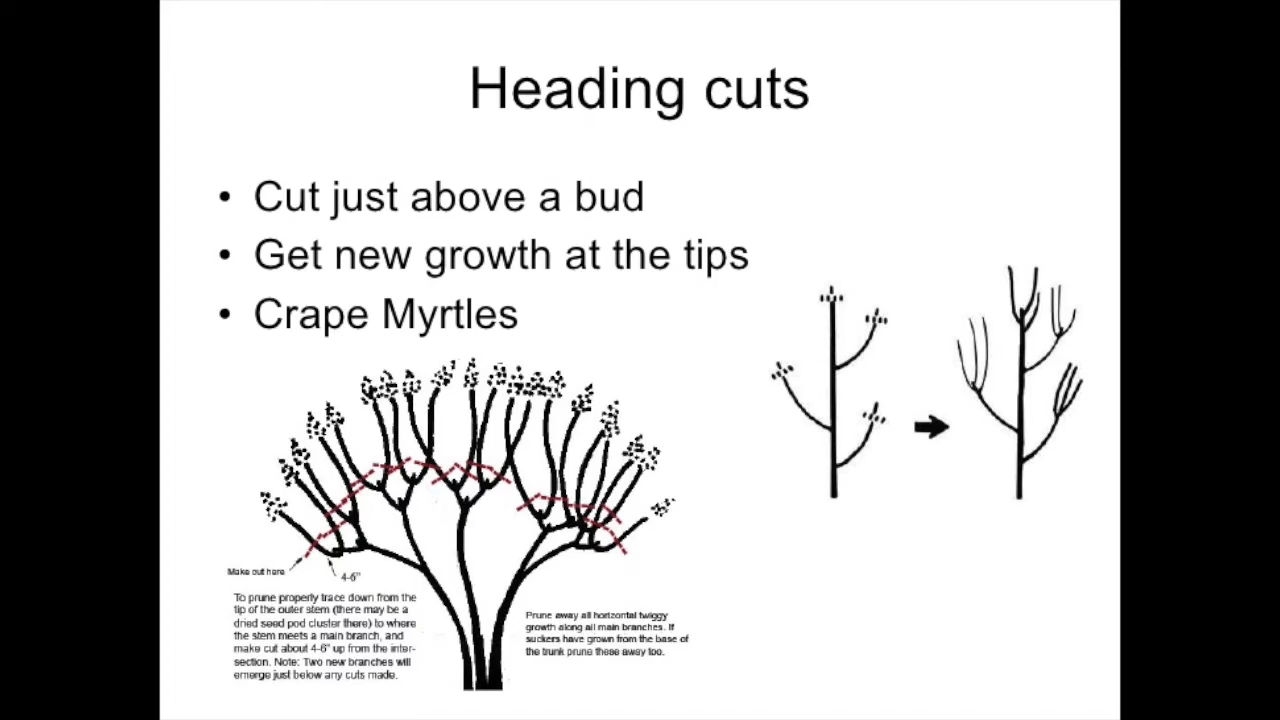 Heading cuts
• Cut just above a bud
• Get new growth at the tips
• Crape Myrtles
Make cut here
4-6"
To prune properly trace down from the
tip of the outer stem (there may be a
dried seed pod cluster there) to where
the stem meets a main branch, and
make cut about 4-6" up from the inter-
section. Note: Two new branches will
emerge just below any cuts made.
Prune away all horizontal twiggy
growth along all main branches. If
suckers have grown from the base of
the trunk prune these away too.